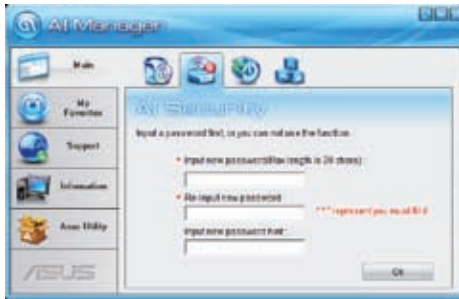 AI Manager
Main
My Favorites
Support
Information
Asus Utility
ASUS
AI Security
Input a password first, or you can not use the function.
* Input new password(Max length is 20 chars) :
* Re-input new password
"*" represent you must fill it
Input new password hint :
Ok